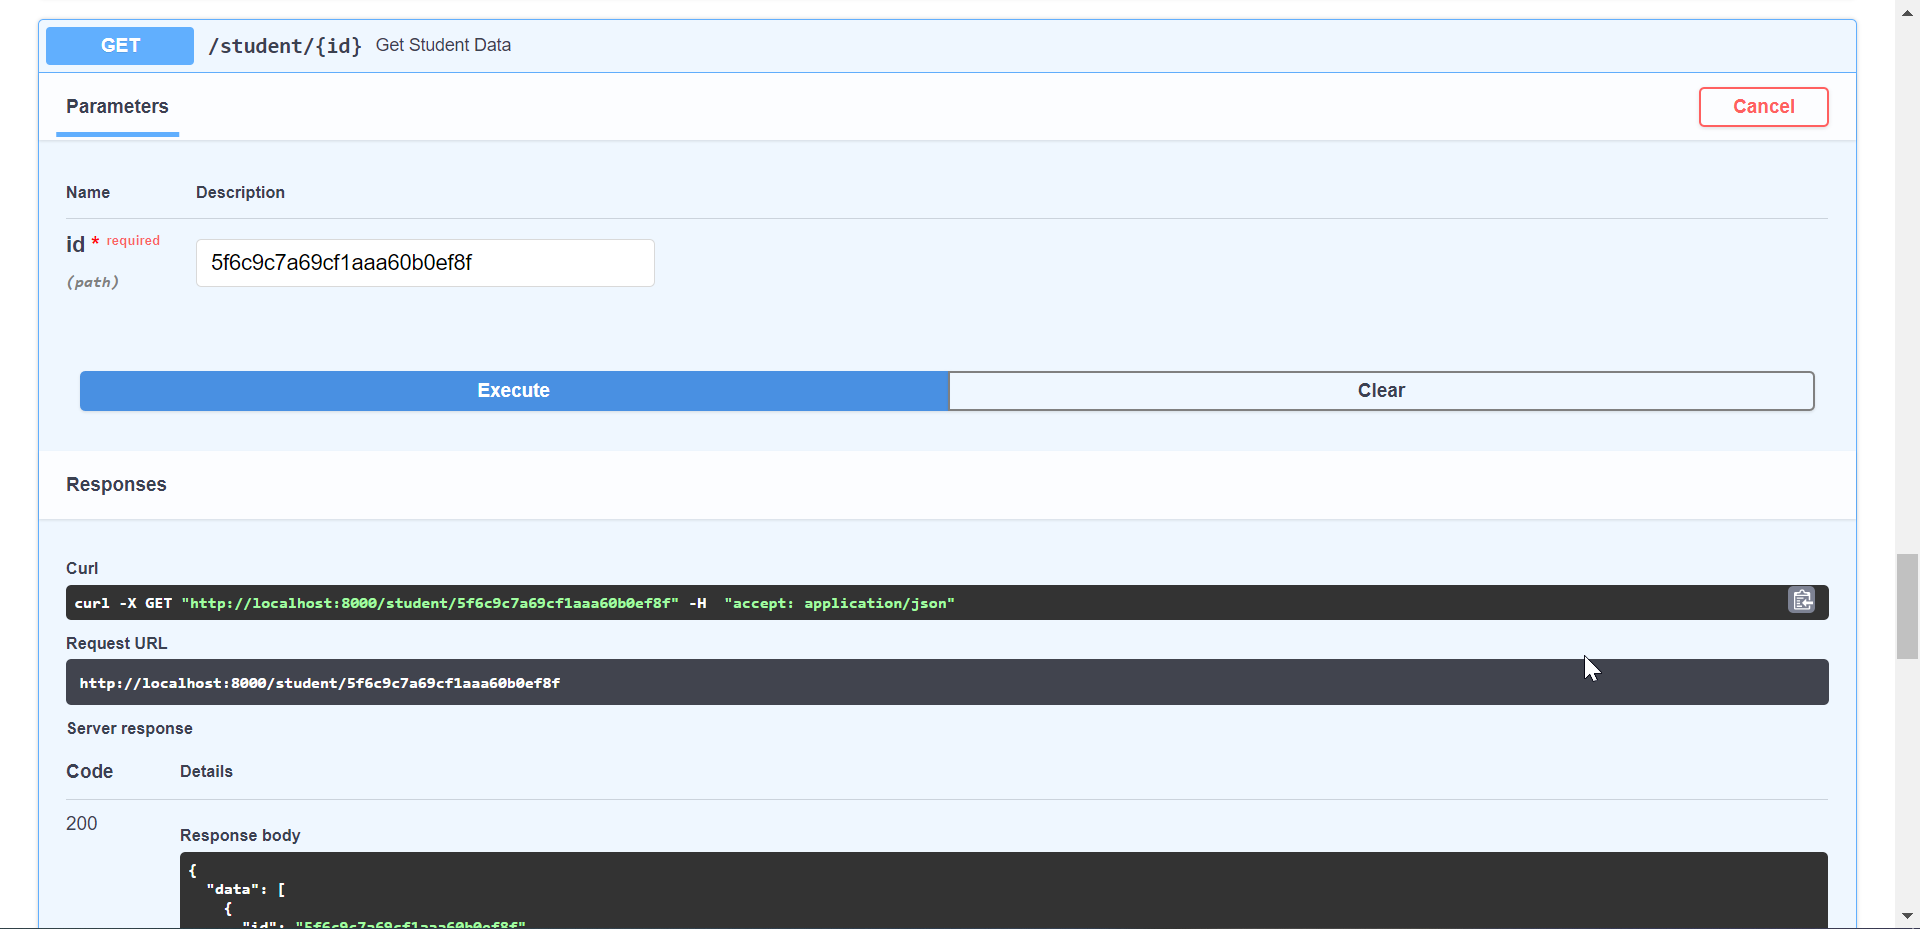 GET /student/{id} Get Student Data
Parameters
Cancel
Name Description
id * required
5f6c9c7a69cf1aaa60b0ef8f
(path)
Execute Clear
Responses
Curl
curl -X GET "http://localhost:8000/student/5f6c9c7a69cf1aaa60b0ef8f" -H  "accept: application/json"
Request URL
http://localhost:8000/student/5f6c9c7a69cf1aaa60b0ef8f
Server response
Code Details
200
Response body
{
"data": [
{
"id": "5f6c9c7a69cf1aaa60b0ef8f"